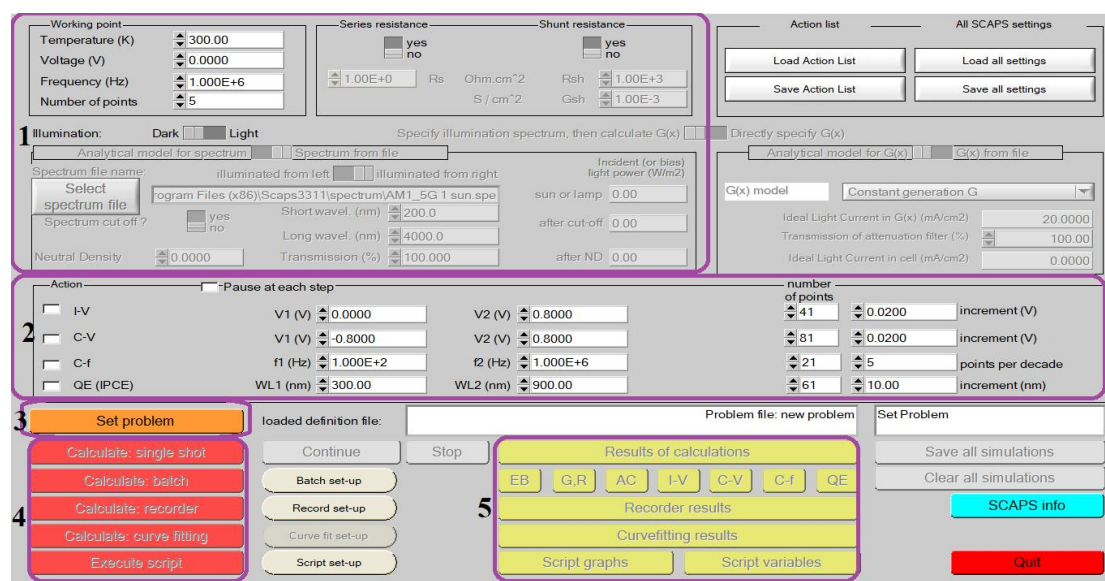 Working point
Temperature (K) 300.00
Voltage (V) 0.0000
Frequency (Hz) 1.000E+6
Number of points 5
Series resistance Shunt resistance
yes yes
no no
1.00E+0 Rs Ohm.cm^2 Rsh 1.00E+3
S / cm^2 Gsh 1.00E-3
Action list All SCAPS settings
Load Action List Load all settings
Save Action List Save all settings
1
Illumination: Dark Light Specify illumination spectrum, then calculate G(x) Directly specify G(x)
Analytical model for spectrum Spectrum from file
Spectrum file name: illuminated from left illuminated from right Incident (or bias)
light power (W/m2)
Select
spectrum file
rogram Files (x86)\Scaps3311\spectrum\AM1_5G 1 sun.spe sun or lamp 0.00
Spectrum cut off ? yes
no
Short wavel. (nm) 200.0
Long wavel. (nm) 4000.0
after cut-off 0.00
Neutral Density 0.0000 Transmission (%) 100.000 after ND 0.00
Analytical model for G(x) G(x) from file
G(x) model Constant generation G
Ideal Light Current in G(x) (mA/cm2) 20.0000
Transmission of attenuation filter (%) 100.00
Ideal Light Current in cell (mA/cm2) 0.0000
2
Action Pause at each step number
of points
I-V V1 (V) 0.0000 V2 (V) 0.8000 41 0.0200 increment (V)
C-V V1 (V) -0.8000 V2 (V) 0.8000 81 0.0200 increment (V)
C-f f1 (Hz) 1.000E+2 f2 (Hz) 1.000E+6 21 5 points per decade
QE (IPCE) WL1 (nm) 300.00 WL2 (nm) 900.00 61 10.00 increment (nm)
3 Set problem loaded definition file: Problem file: new problem Set Problem
4
Calculate: single shot Continue Stop Results of calculations Save all simulations
Calculate: batch Batch set-up EB G,R AC I-V C-V C-f QE Clear all simulations
Calculate: recorder Record set-up 5 Recorder results SCAPS info
Calculate: curve fitting Curve fit set-up Curvefitting results
Execute script Script set-up Script graphs Script variables Quit